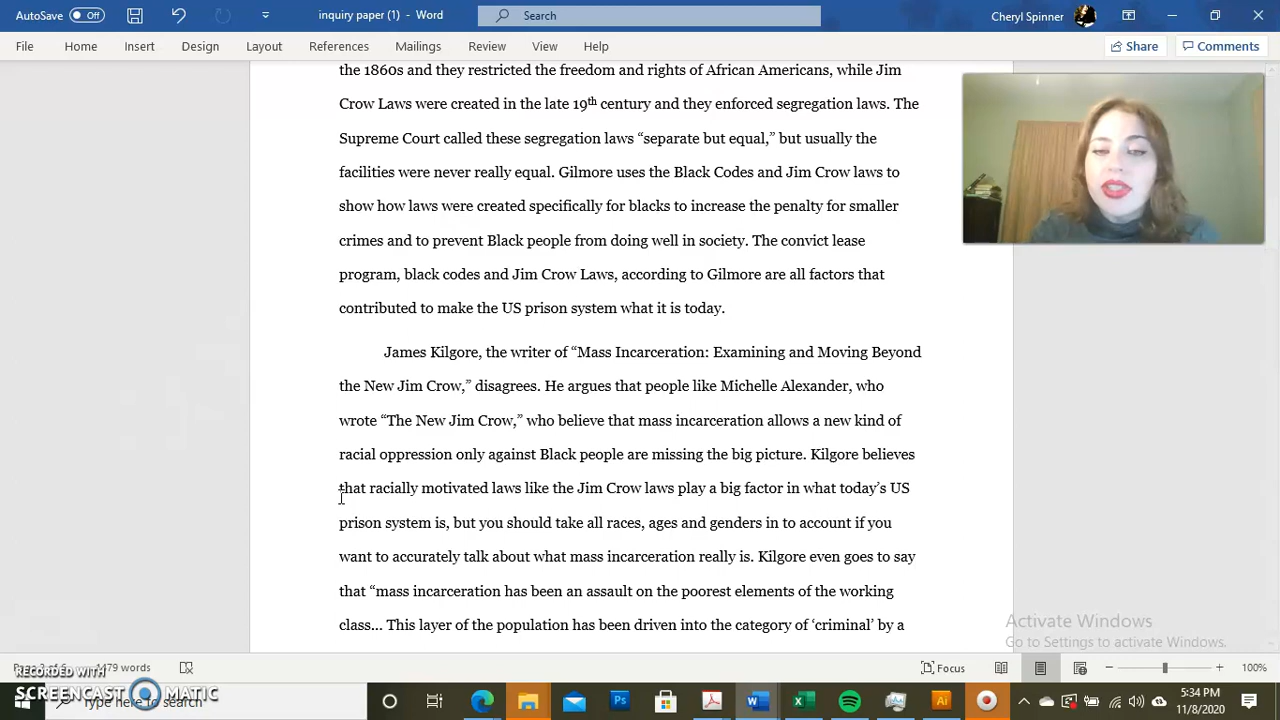 AutoSave Off
inquiry paper (1) - Word
Search
Cheryl Spinner
File Home Insert Design Layout References Mailings Review View Help
Share Comments
the 1860s and they restricted the freedom and rights of African Americans, while Jim
Crow Laws were created in the late 19th century and they enforced segregation laws. The
Supreme Court called these segregation laws “separate but equal,” but usually the
facilities were never really equal. Gilmore uses the Black Codes and Jim Crow laws to
show how laws were created specifically for blacks to increase the penalty for smaller
crimes and to prevent Black people from doing well in society. The convict lease
program, black codes and Jim Crow Laws, according to Gilmore are all factors that
contributed to make the US prison system what it is today.
James Kilgore, the writer of “Mass Incarceration: Examining and Moving Beyond
the New Jim Crow,” disagrees. He argues that people like Michelle Alexander, who
wrote “The New Jim Crow,” who believe that mass incarceration allows a new kind of
racial oppression only against Black people are missing the big picture. Kilgore believes
that racially motivated laws like the Jim Crow laws play a big factor in what today’s US
prison system is, but you should take all races, ages and genders in to account if you
want to accurately talk about what mass incarceration really is. Kilgore even goes to say
that “mass incarceration has been an assault on the poorest elements of the working
class... This layer of the population has been driven into the category of ‘criminal’ by a
Activate Windows
Go to Settings to activate Windows.
479 words
Focus
100%
RECORDED WITH
SCREENCAST MATIC
Type here to search
5:34 PM
11/8/2020